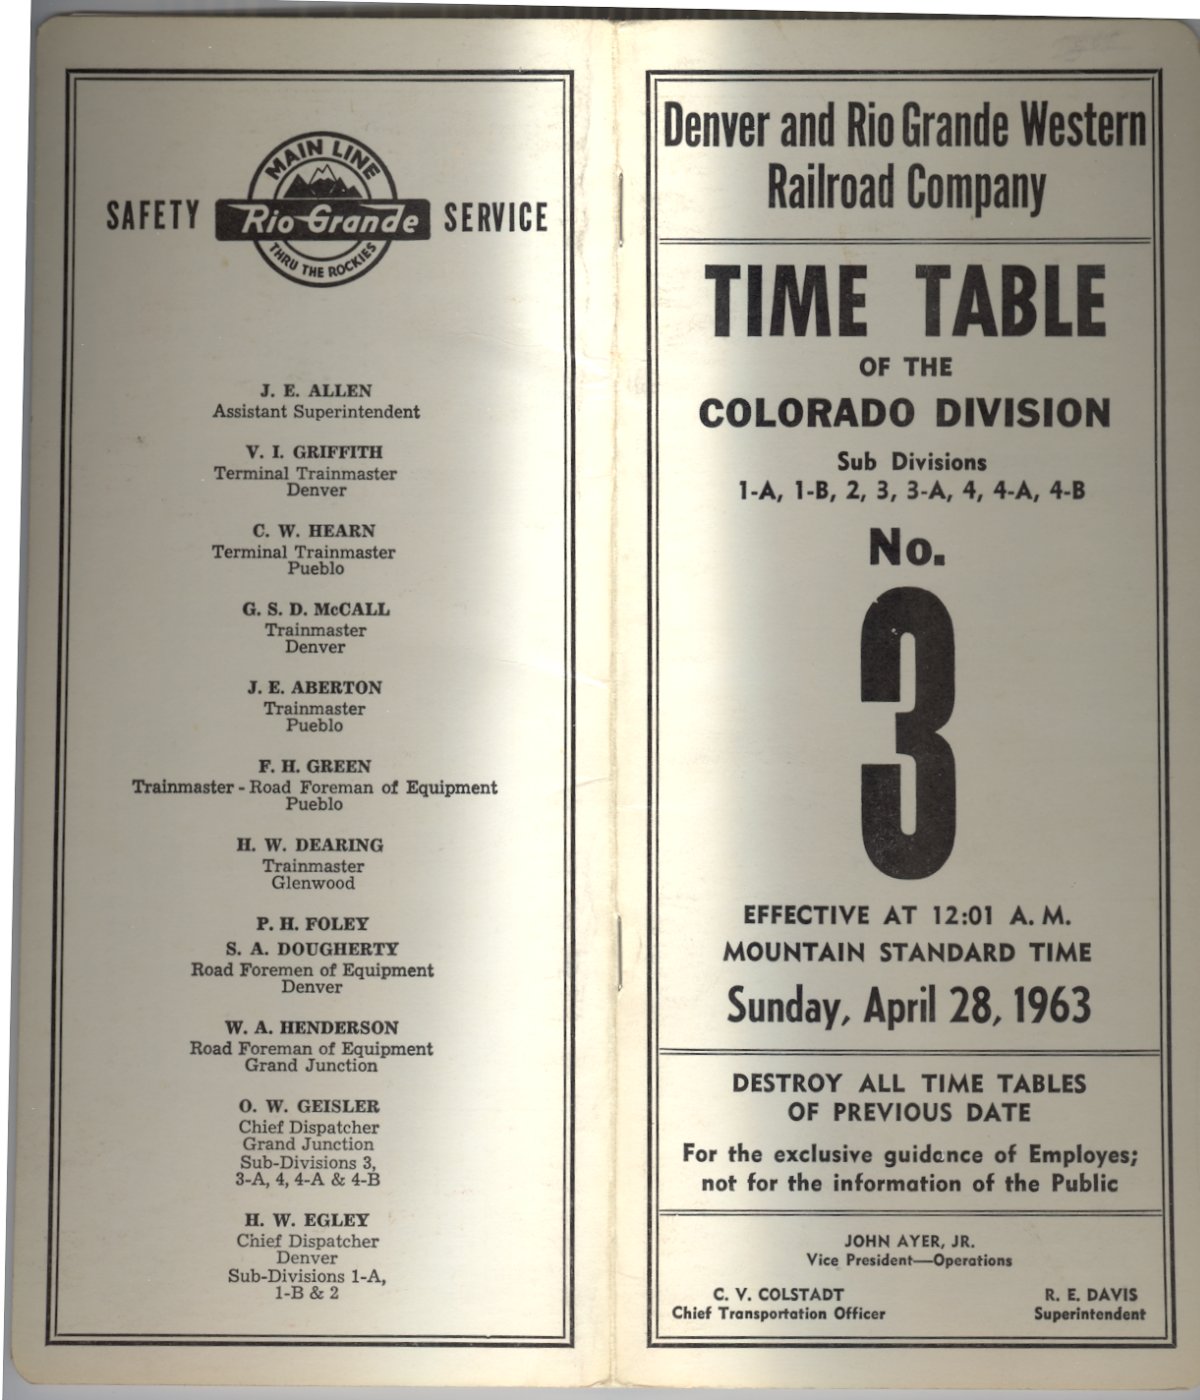 MAIN LINE
SAFETY Rio Grande SERVICE
THRU THE ROCKIES
J. E. ALLEN
Assistant Superintendent
V. I. GRIFFITH
Terminal Trainmaster
Denver
C. W. HEARN
Terminal Trainmaster
Pueblo
G. S. D. McCALL
Trainmaster
Denver
J. E. ABERTON
Trainmaster
Pueblo
F. H. GREEN
Trainmaster - Road Foreman of Equipment
Pueblo
H. W. DEARING
Trainmaster
Glenwood
P. H. FOLEY
S. A. DOUGHERTY
Road Foremen of Equipment
Denver
W. A. HENDERSON
Road Foreman of Equipment
Grand Junction
O. W. GEISLER
Chief Dispatcher
Grand Junction
Sub-Divisions 3,
3-A, 4, 4-A & 4-B
H. W. EGLEY
Chief Dispatcher
Denver
Sub-Divisions 1-A,
1-B & 2
Denver and Rio Grande Western
Railroad Company
TIME TABLE
OF THE
COLORADO DIVISION
Sub Divisions
1-A, 1-B, 2, 3, 3-A, 4, 4-A, 4-B
No.
3
EFFECTIVE AT 12:01 A. M.
MOUNTAIN STANDARD TIME
Sunday, April 28, 1963
DESTROY ALL TIME TABLES
OF PREVIOUS DATE
For the exclusive guidance of Employes;
not for the information of the Public
JOHN AYER, JR.
Vice President—Operations
C. V. COLSTADT R. E. DAVIS
Chief Transportation Officer Superintendent